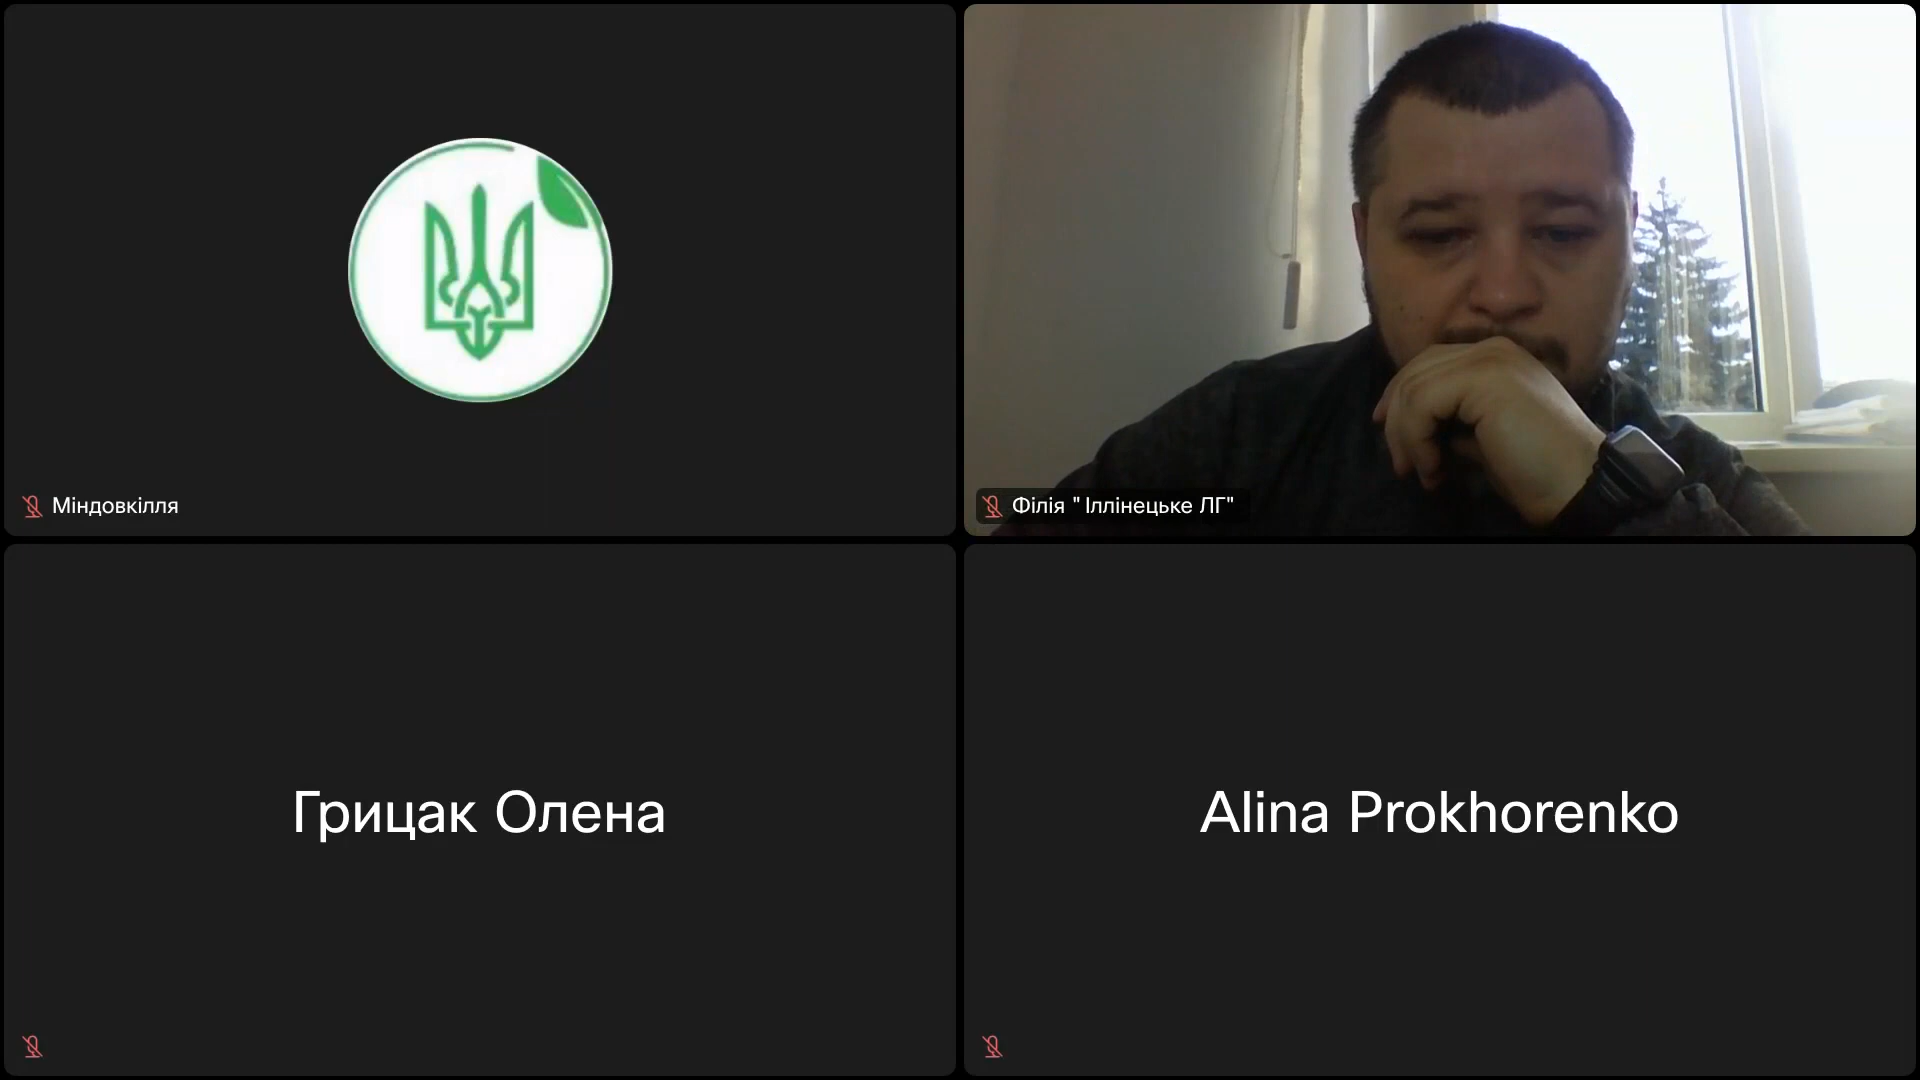 Міндовкілля
Філія " Іллінецьке ЛГ"
Грицак Олена
Alina Prokhorenko